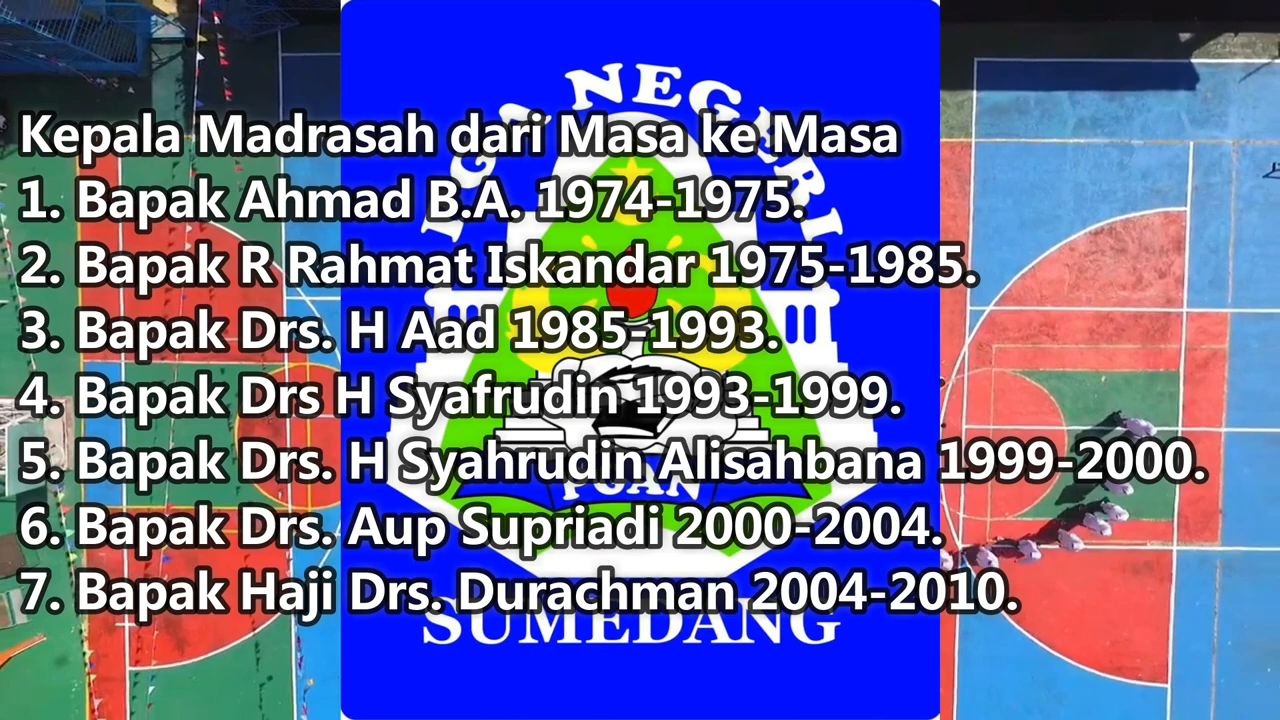 Kepala Madrasah dari Masa ke Masa
1. Bapak Ahmad B.A. 1974-1975.
2. Bapak R Rahmat Iskandar 1975-1985.
3. Bapak Drs. H Aad 1985-1993.
4. Bapak Drs H Syafrudin 1993-1999.
5. Bapak Drs. H Syahrudin Alisahbana 1999-2000.
6. Bapak Drs. Aup Supriadi 2000-2004.
7. Bapak Haji Drs. Durachman 2004-2010.
NEGERI
SUMEDANG